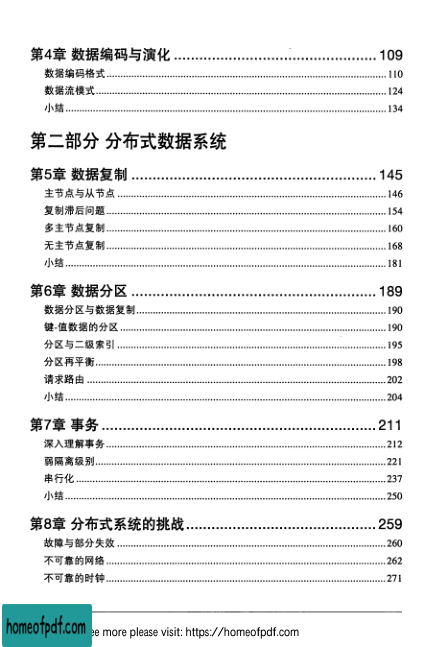 第4章 数据编码与演化 ........ 109
数据编码格式 ........ 110
数据流模式 ........ 124
小结 ........ 134
第二部分 分布式数据系统
第5章 数据复制 ........ 145
主节点与从节点 ........ 146
复制滞后问题 ........ 154
多主节点复制 ........ 160
无主节点复制 ........ 168
小结 ........ 181
第6章 数据分区 ........ 189
数据分区与数据复制 ........ 190
键-值数据的分区 ........ 190
分区与二级索引 ........ 195
分区再平衡 ........ 198
请求路由 ........ 202
小结 ........ 204
第7章 事务 ........ 211
深入理解事务 ........ 212
弱隔离级别 ........ 221
串行化 ........ 237
小结 ........ 250
第8章 分布式系统的挑战 ........ 259
故障与部分失效 ........ 260
不可靠的网络 ........ 262
不可靠的时钟 ........ 271
homeofpdf.com
ee more please visit: https://homeofpdf.com